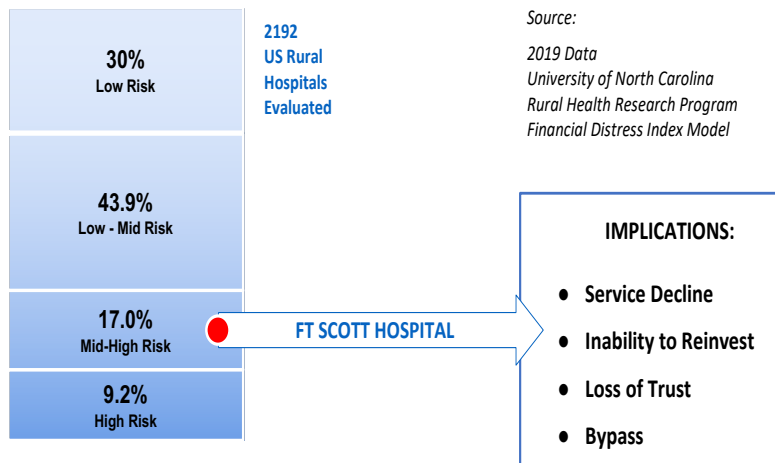 30%
Low Risk
43.9%
Low - Mid Risk
17.0%
Mid-High Risk
9.2%
High Risk
2192
US Rural
Hospitals
Evaluated
Source:
2019 Data
University of North Carolina
Rural Health Research Program
Financial Distress Index Model
FT SCOTT HOSPITAL
IMPLICATIONS:
● Service Decline
● Inability to Reinvest
● Loss of Trust
● Bypass